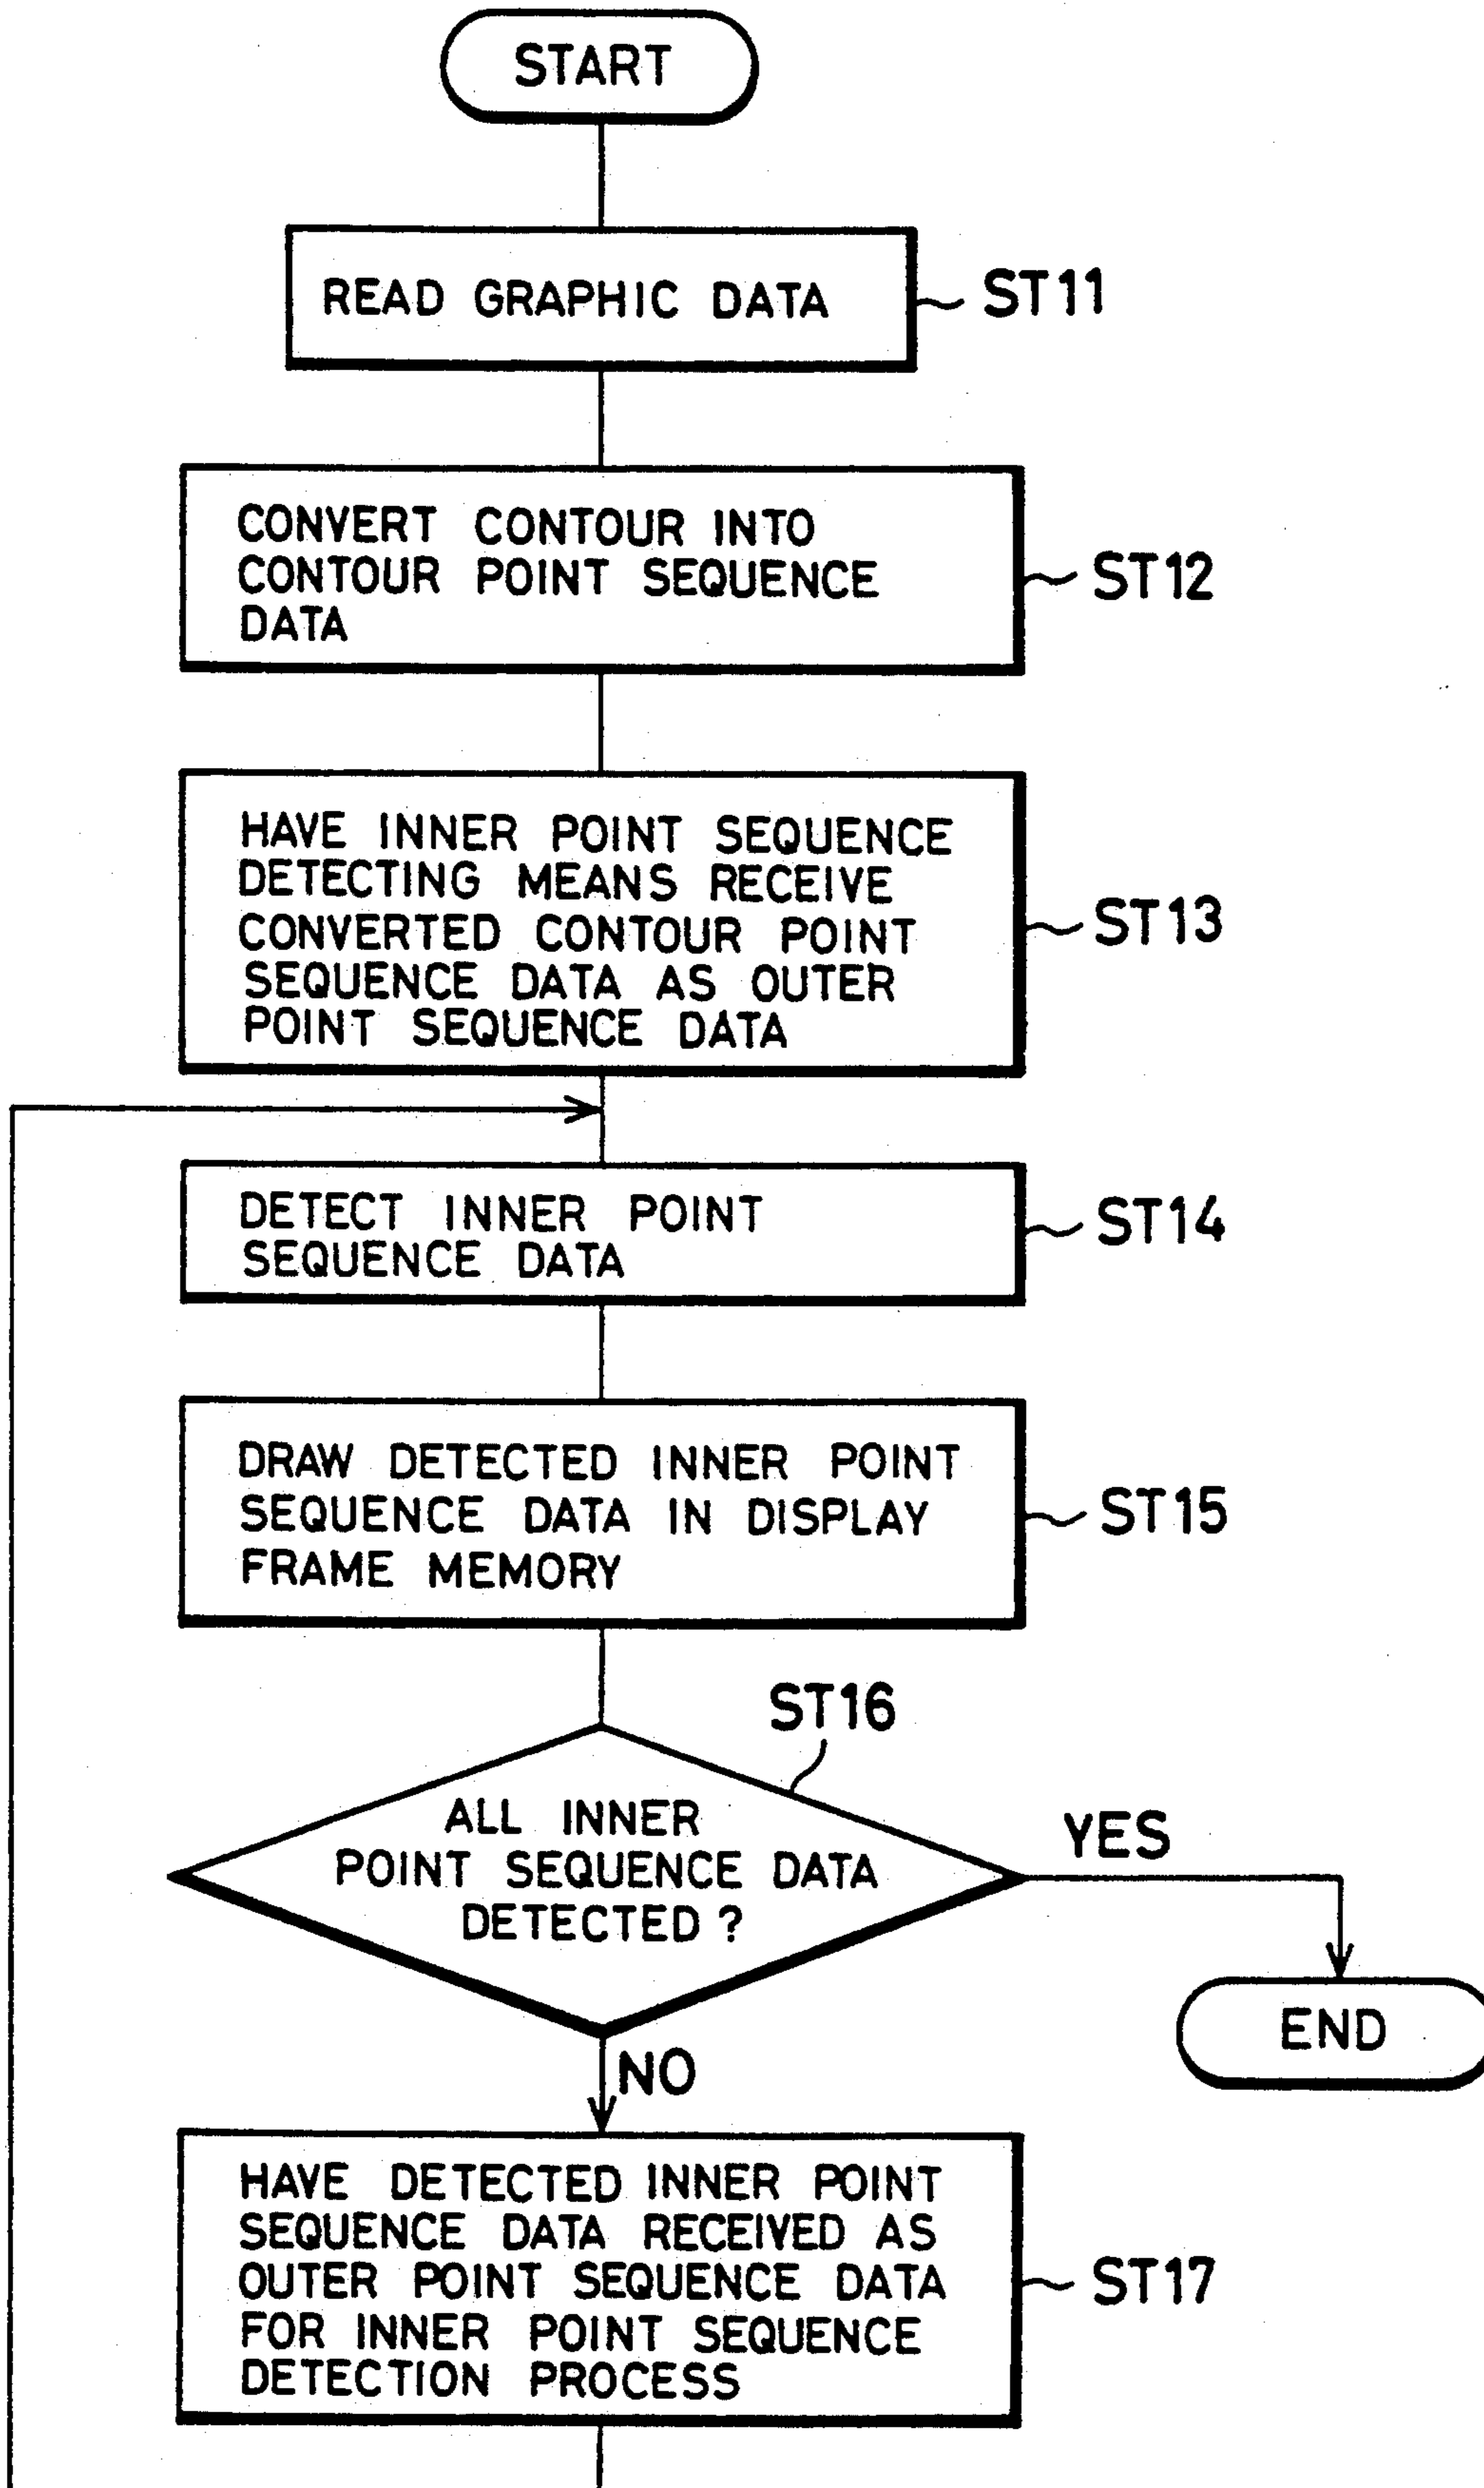 START
READ GRAPHIC DATA
ST11
CONVERT CONTOUR INTO
CONTOUR POINT SEQUENCE
DATA
ST12
HAVE INNER POINT SEQUENCE
DETECTING MEANS RECEIVE
CONVERTED CONTOUR POINT
SEQUENCE DATA AS OUTER
POINT SEQUENCE DATA
ST13
DETECT INNER POINT
SEQUENCE DATA
ST14
DRAW DETECTED INNER POINT
SEQUENCE DATA IN DISPLAY
FRAME MEMORY
ST15
ST16
ALL INNER
POINT SEQUENCE DATA
DETECTED ?
YES
END
NO
HAVE DETECTED INNER POINT
SEQUENCE DATA RECEIVED AS
OUTER POINT SEQUENCE DATA
FOR INNER POINT SEQUENCE
DETECTION PROCESS
ST17